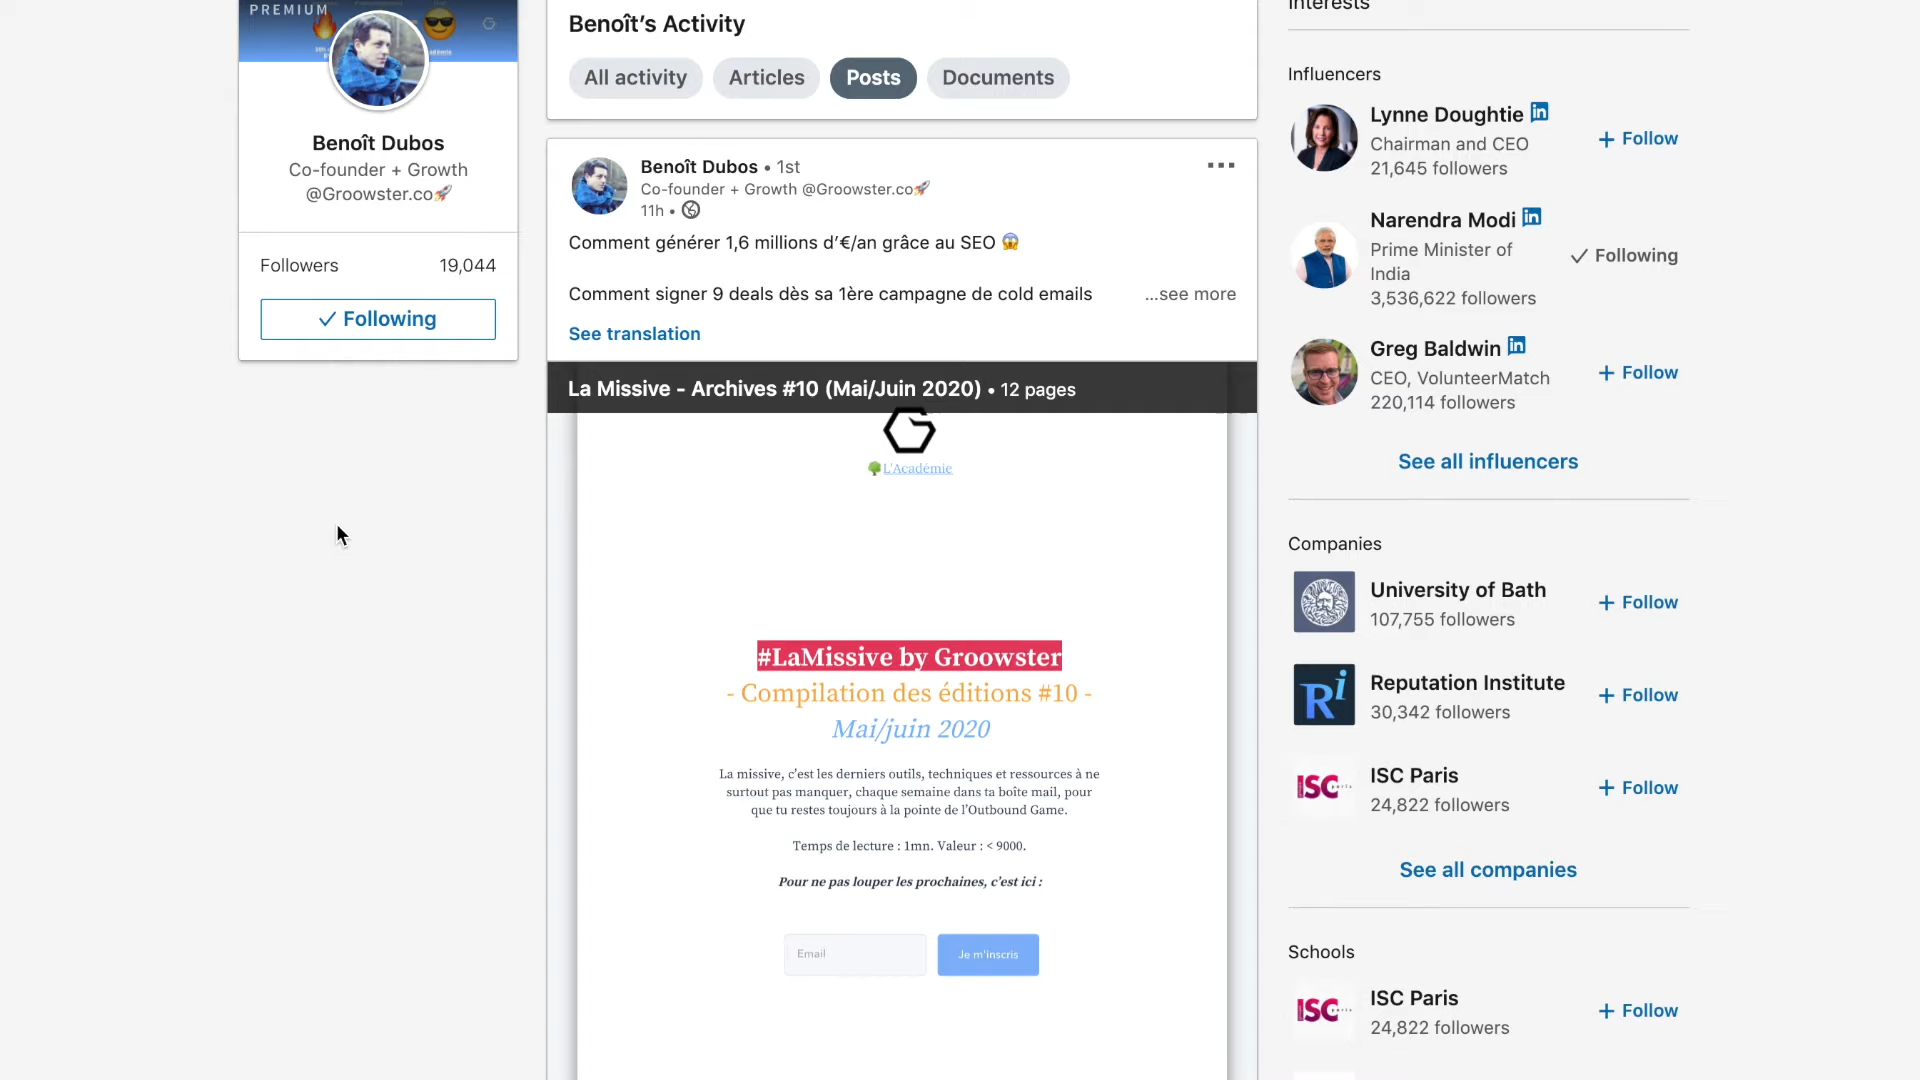 PREMIUM
Benoît Dubos
Co-founder + Growth
@Groowster.co🚀
Followers 19,044
✓ Following
Benoît's Activity
All activity Articles Posts Documents
Benoît Dubos • 1st
Co-founder + Growth @Groowster.co🚀
11h •
Comment générer 1,6 millions d'€/an grâce au SEO 😱
Comment signer 9 deals dès sa 1ère campagne de cold emails ...see more
See translation
La Missive - Archives #10 (Mai/Juin 2020) • 12 pages
🌳L'Académie
#LaMissive by Groowster
- Compilation des éditions #10 -
Mai/juin 2020
La missive, c'est les derniers outils, techniques et ressources à ne
surtout pas manquer, chaque semaine dans ta boîte mail, pour
que tu restes toujours à la pointe de l'Outbound Game.
Temps de lecture : 1mn. Valeur : < 9000.
Pour ne pas louper les prochaines, c'est ici :
Email Je m'inscris
Interests
Influencers
Lynne Doughtie in
Chairman and CEO
21,645 followers
+ Follow
Narendra Modi in
Prime Minister of
India
3,536,622 followers
✓ Following
Greg Baldwin in
CEO, VolunteerMatch
220,114 followers
+ Follow
See all influencers
Companies
University of Bath
107,755 followers
+ Follow
Ri
Reputation Institute
30,342 followers
+ Follow
ISC
ISC Paris
24,822 followers
+ Follow
See all companies
Schools
ISC
ISC Paris
24,822 followers
+ Follow